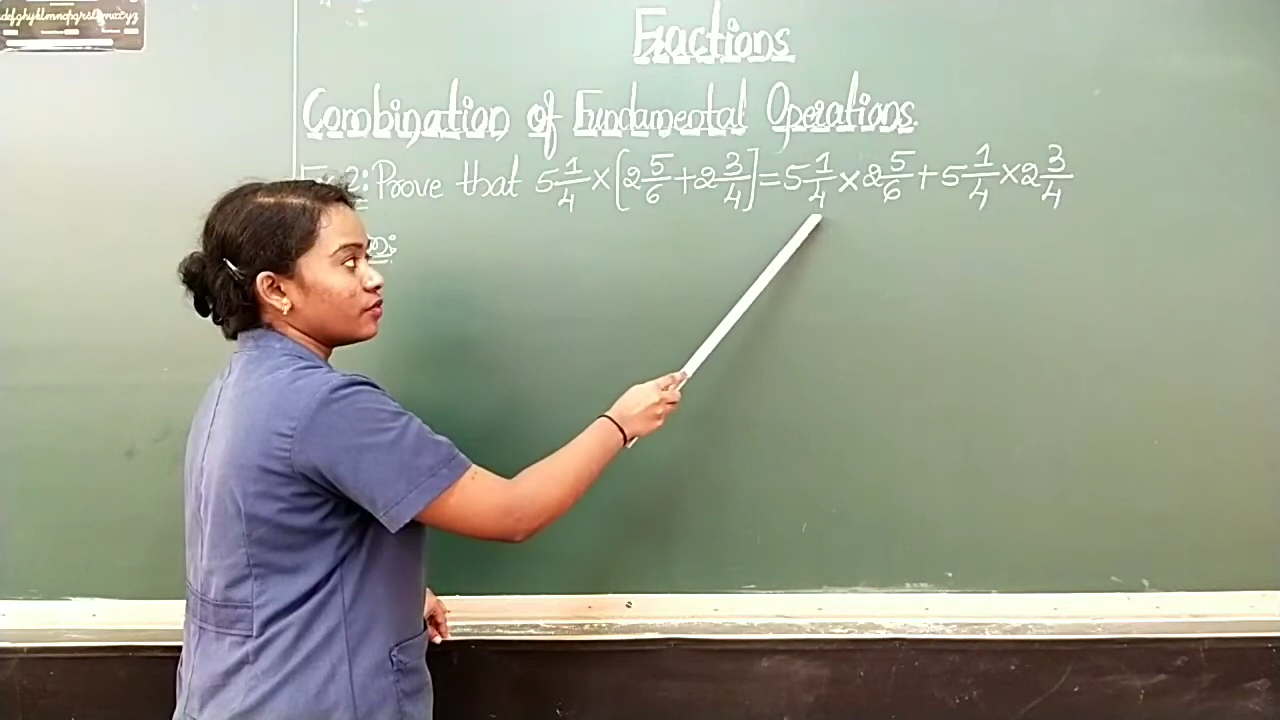 defghijklmnopqrstuvwxyz
Fractions
Combination of Fundamental Operations.
Ex 2: Prove that 5 1/4 × [2 5/6 + 2 3/4] = 5 1/4 × 2 5/6 + 5 1/4 × 2 3/4